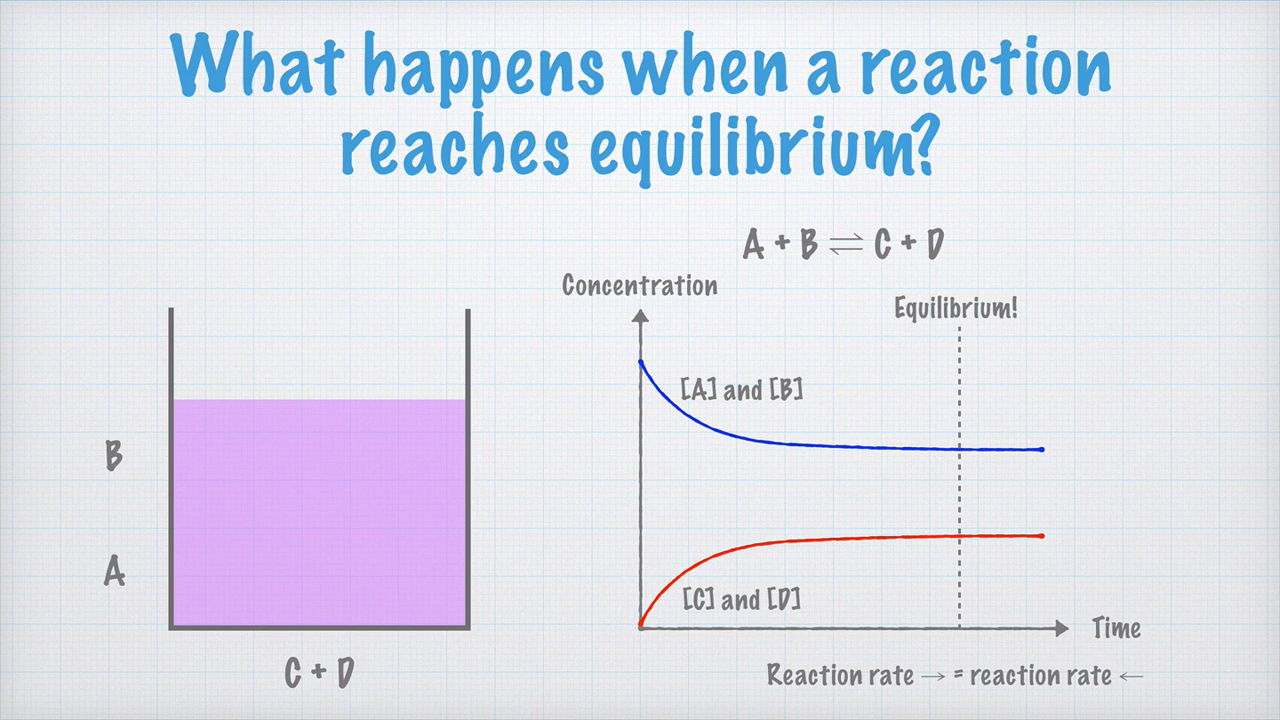 What happens when a reaction
reaches equilibrium?
A + B ⇌ C + D
Concentration
Equilibrium!
[A] and [B]
B
A
[C] and [D]
Time
C + D
Reaction rate → = reaction rate ←